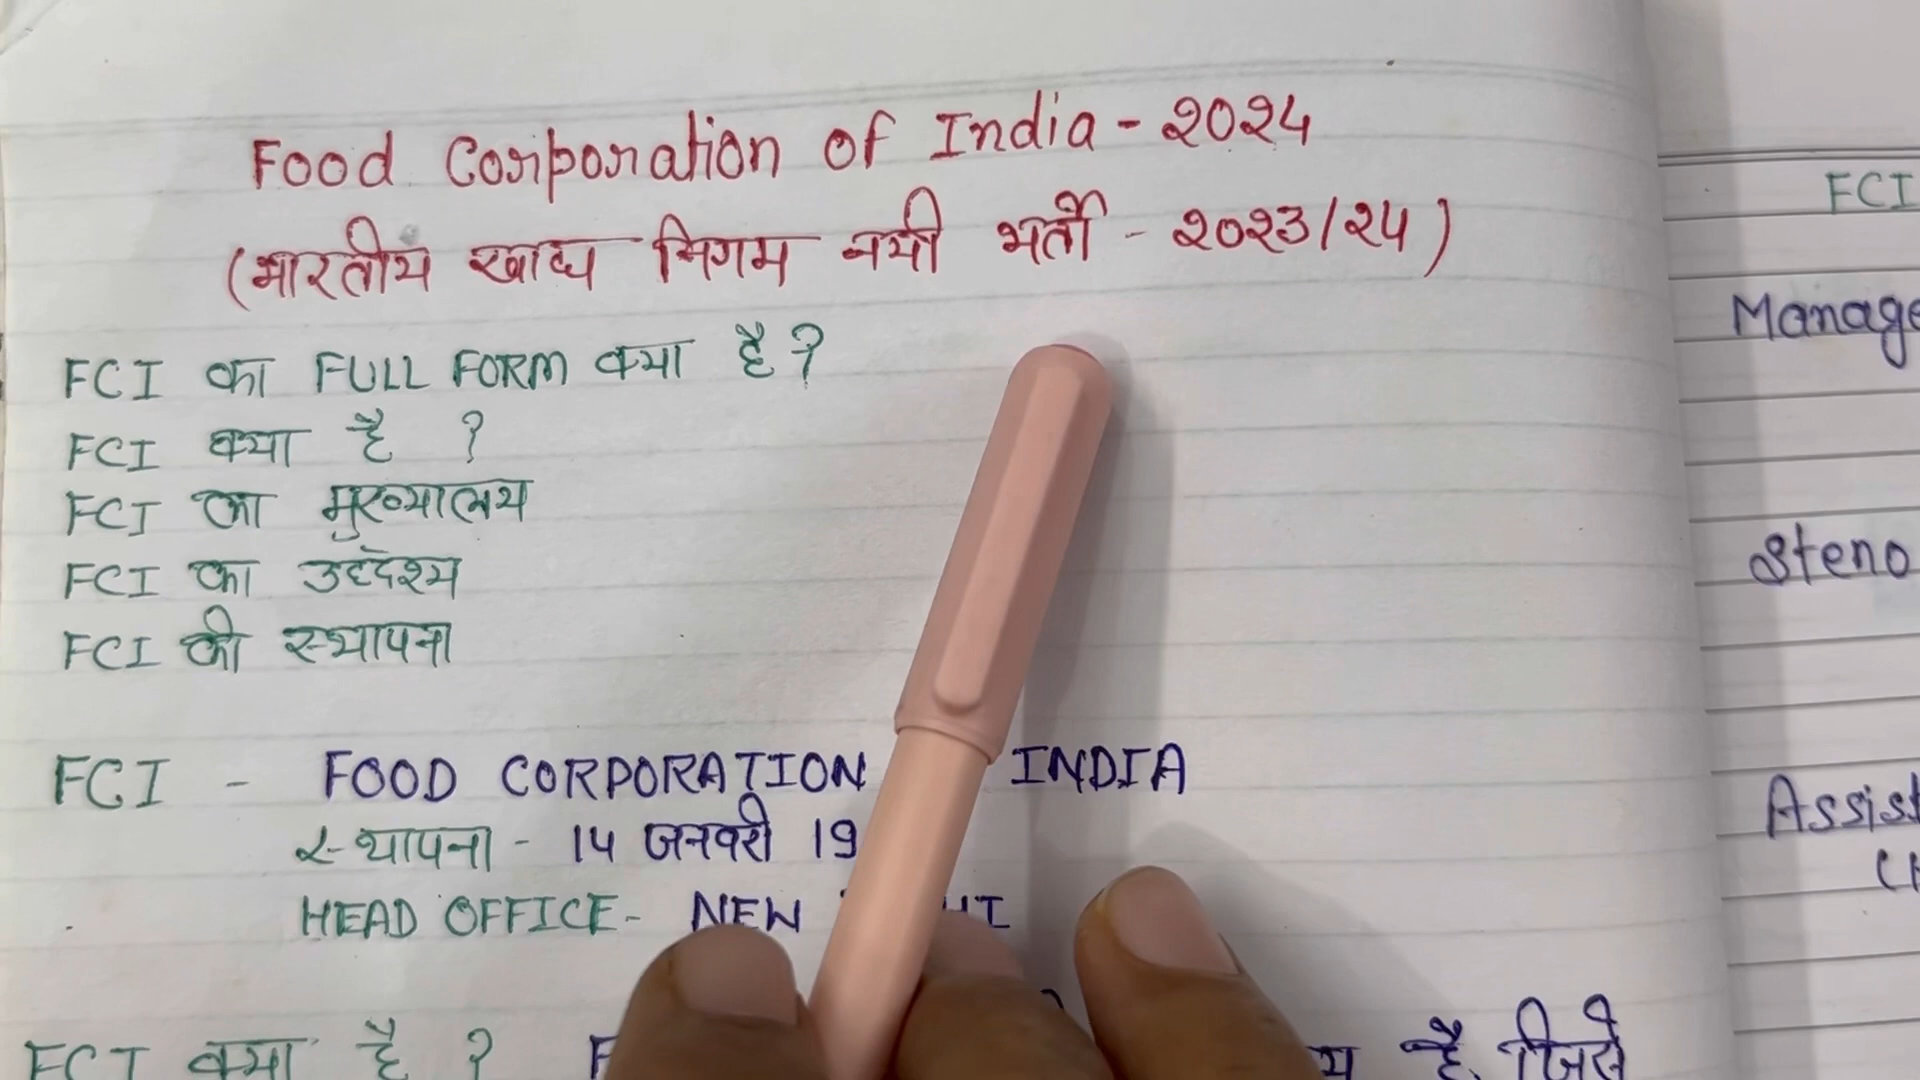 Food Corporation of India - 2024
(भारतीय खाद्य निगम नयी भर्ती - 2023/24)
FCI का FULL FORM क्या है ?
FCI क्या है ?
FCI का मुख्यालय
FCI का उद्देश्य
FCI की स्थापना
FCI - FOOD CORPORATION INDIA
स्थापना - 14 जनवरी 19
HEAD OFFICE - NEW
FCI क्या है ? है, जिसे
FCI
Manage
Steno
Assist